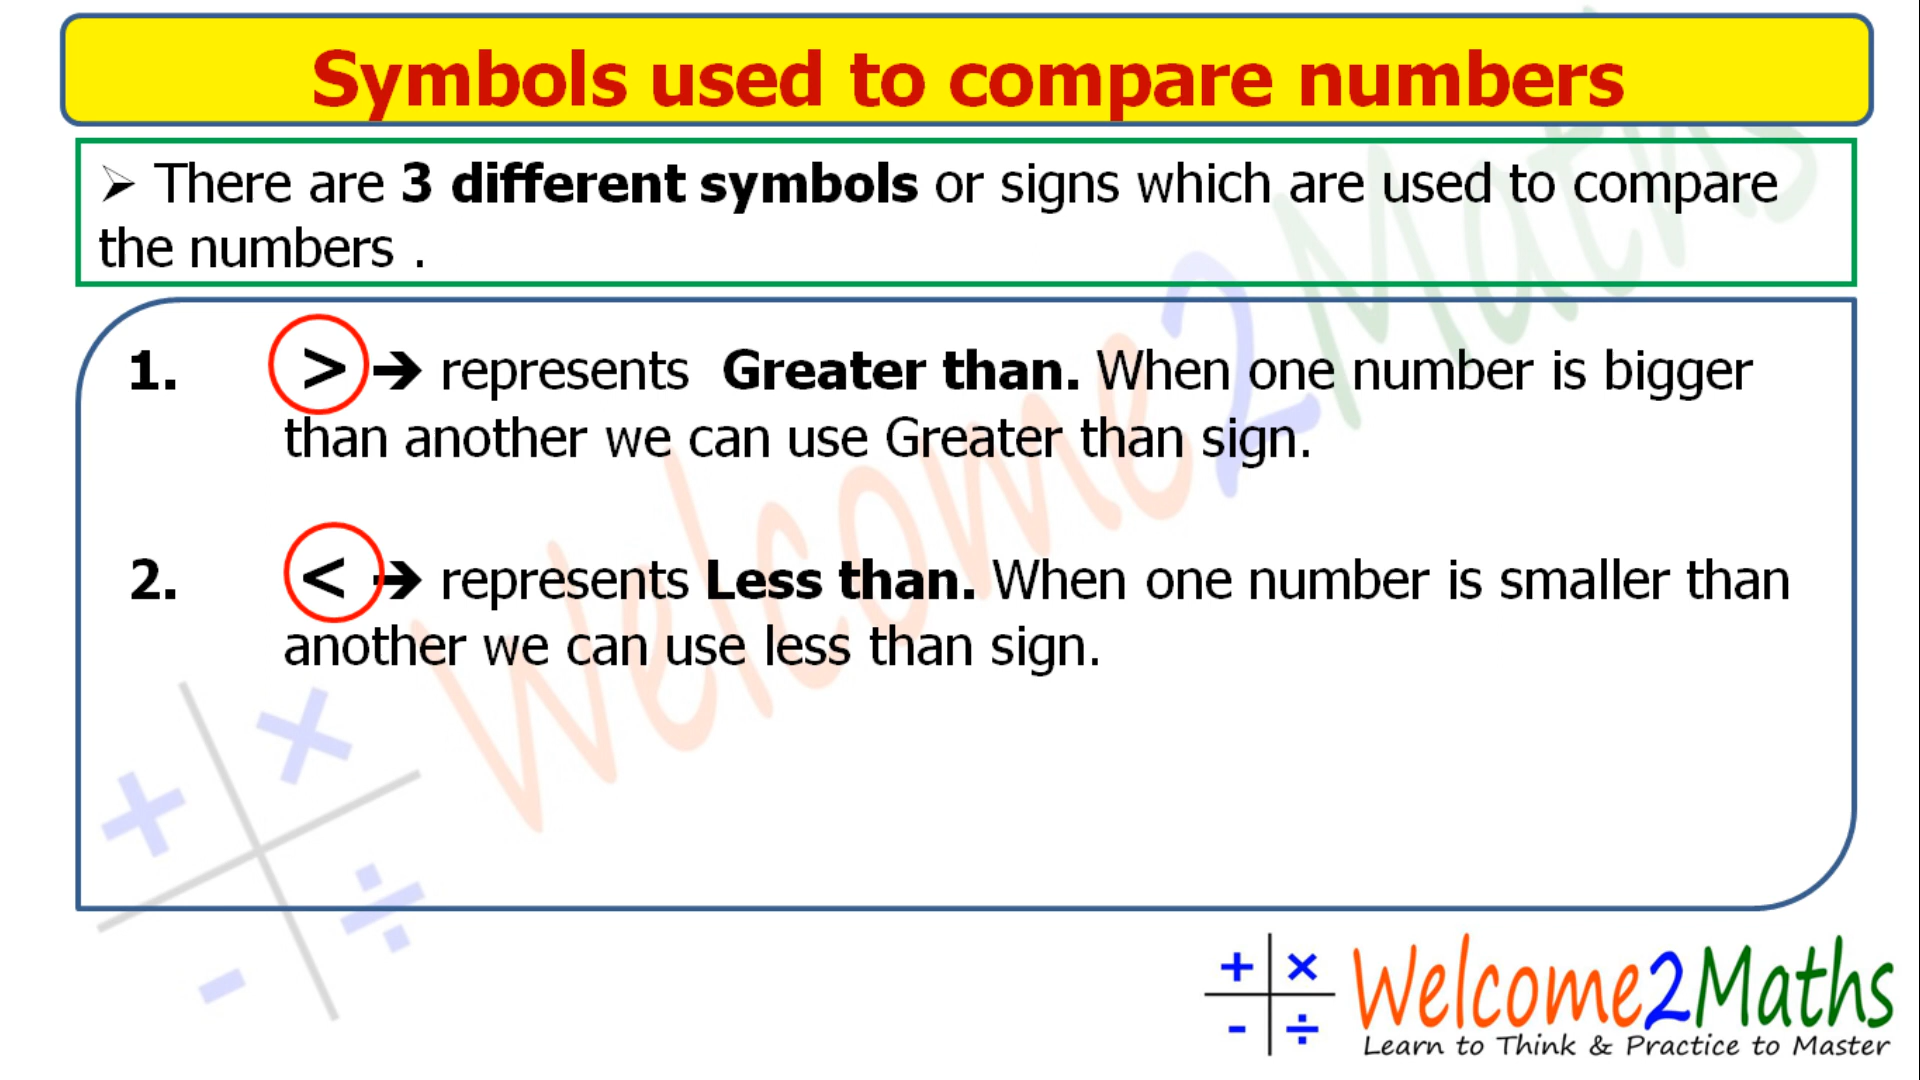 Symbols used to compare numbers
➢ There are 3 different symbols or signs which are used to compare
the numbers .
1. > ➔ represents Greater than. When one number is bigger
than another we can use Greater than sign.
2. < ➔ represents Less than. When one number is smaller than
another we can use less than sign.
Welcome2Maths
+ ×
- ÷
+ ×
- ÷
Welcome2Maths
Learn to Think & Practice to Master